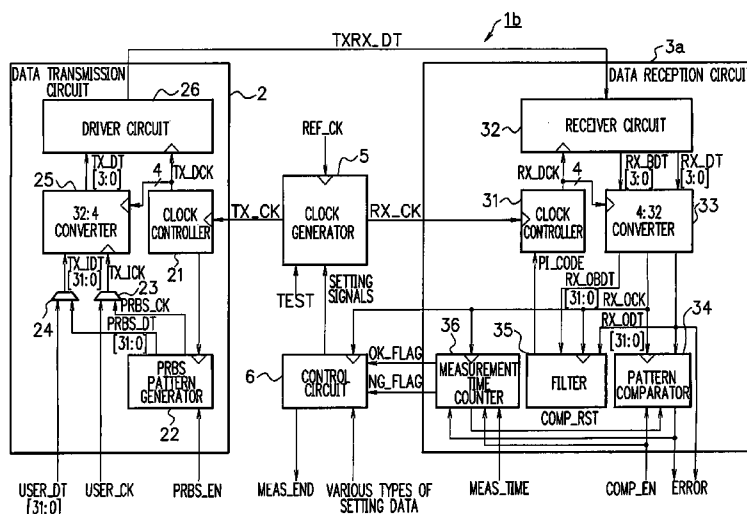 TXRX_DT
1b
3a
DATA TRANSMISSION
CIRCUIT
26
2
DATA RECEPTION CIRCUIT
DRIVER CIRCUIT
REF_CK
32
RECEIVER CIRCUIT
25
TX_DT
[3:0]
4
TX_DCK
5
RX_DCK
4
RX_BDT
[3:0]
RX_DT
[3:0]
31
33
32:4
CONVERTER
CLOCK
CONTROLLER
21
TX_CK
CLOCK
GENERATOR
RX_CK
CLOCK
CONTROLLER
4:32
CONVERTER
TX_IDT
[31:0]
TX_ICK
23
24
PRBS_CK
PRBS_DT
[31:0]
TEST
SETTING
SIGNALS
PI_CODE
RX_OBDT
[31:0]
RX_OCK
RX_ODT
[31:0]
34
36
35
PRBS
PATTERN
GENERATOR
22
6
CONTROL
CIRCUIT
OK_FLAG
NG_FLAG
MEASUREMENT
TIME
COUNTER
FILTER
COMP_RST
PATTERN
COMPARATOR
USER_DT
[31:0]
USER_CK
PRBS_EN
MEAS_END
VARIOUS TYPES OF
SETTING DATA
MEAS_TIME
COMP_EN
ERROR